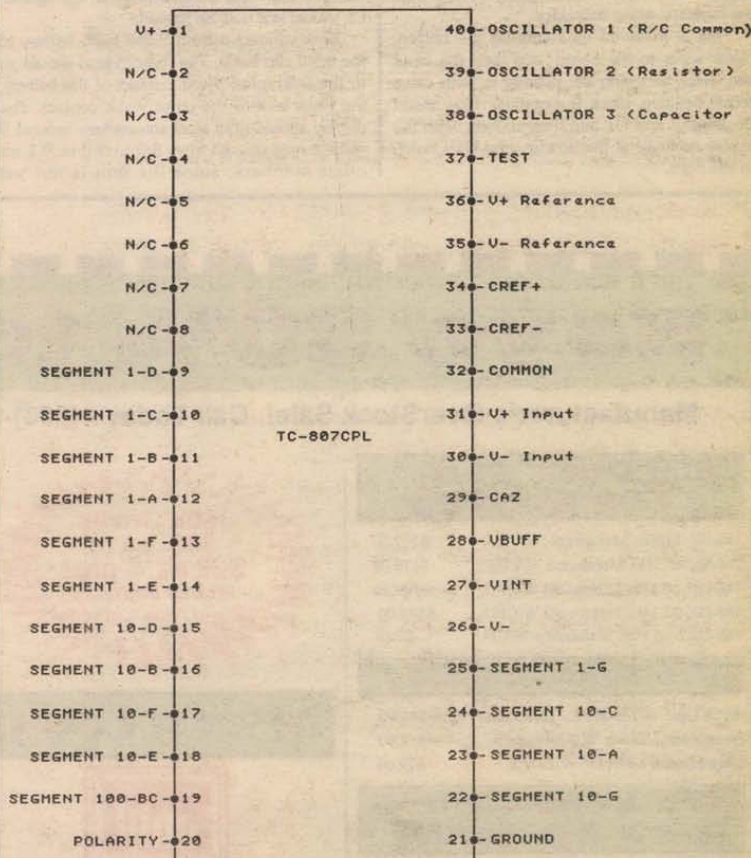 V+ 1
N/C 2
N/C 3
N/C 4
N/C 5
N/C 6
N/C 7
N/C 8
SEGMENT 1-D 9
SEGMENT 1-C 10
SEGMENT 1-B 11
SEGMENT 1-A 12
SEGMENT 1-F 13
SEGMENT 1-E 14
SEGMENT 10-D 15
SEGMENT 10-B 16
SEGMENT 10-F 17
SEGMENT 10-E 18
SEGMENT 100-BC 19
POLARITY 20
TC-807CPL
40 OSCILLATOR 1 (R/C Common)
39 OSCILLATOR 2 (Resistor)
38 OSCILLATOR 3 (Capacitor
37 TEST
36 V+ Reference
35 V- Reference
34 CREF+
33 CREF-
32 COMMON
31 V+ Input
30 V- Input
29 CAZ
28 VBUFF
27 VINT
26 V-
25 SEGMENT 1-G
24 SEGMENT 10-C
23 SEGMENT 10-A
22 SEGMENT 10-G
21 GROUND